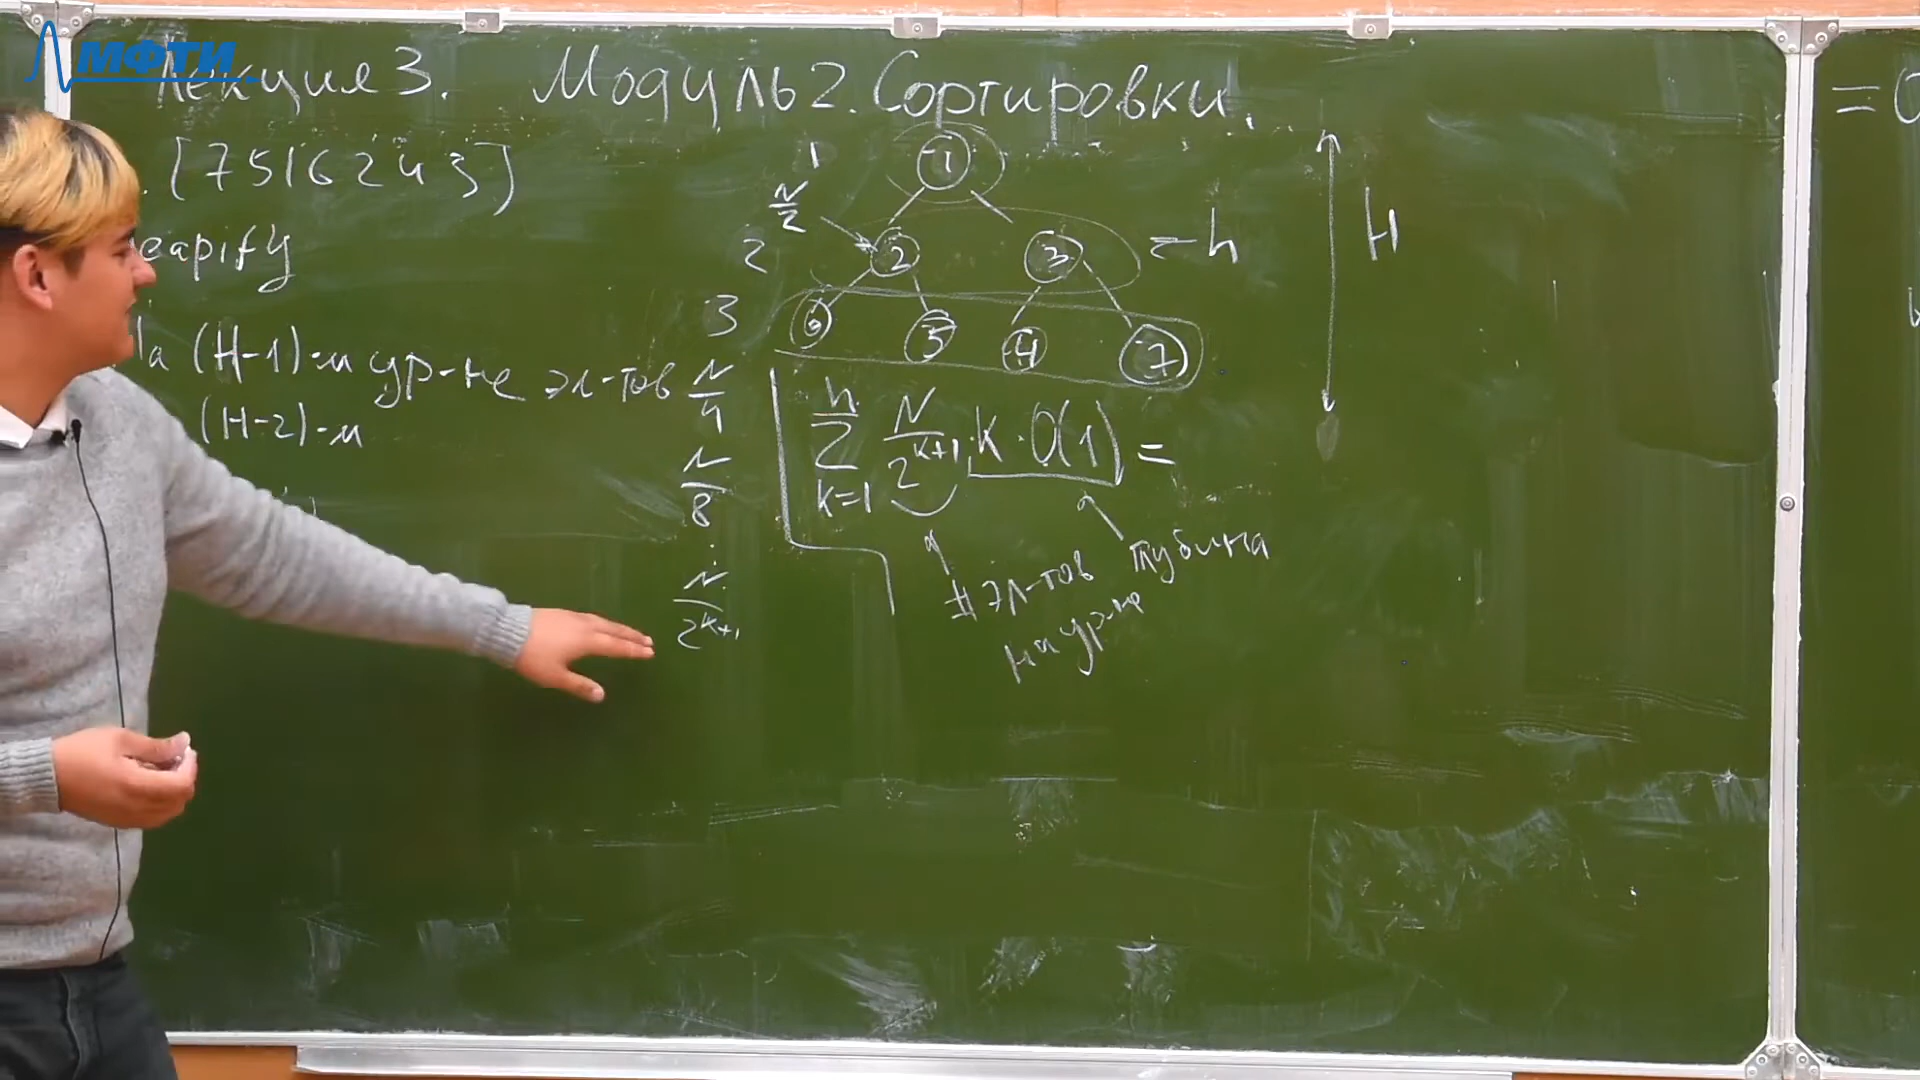 МФТИ
Лекция 3. Модуль 2. Сортировки.
[7 5 1 6 2 4 3]
eapify
(H-1)-м ур-не эл-тов N/4
(H-2)-м
N/8
⋮
N/2^{k+1}
1
N/2
2
3
1
2 3
6 5 4 7
= h
H
∑_{k=1}^{h} N/2^{k+1} · k · O(1) =
# эл-тов
на ур-не
глубина
=